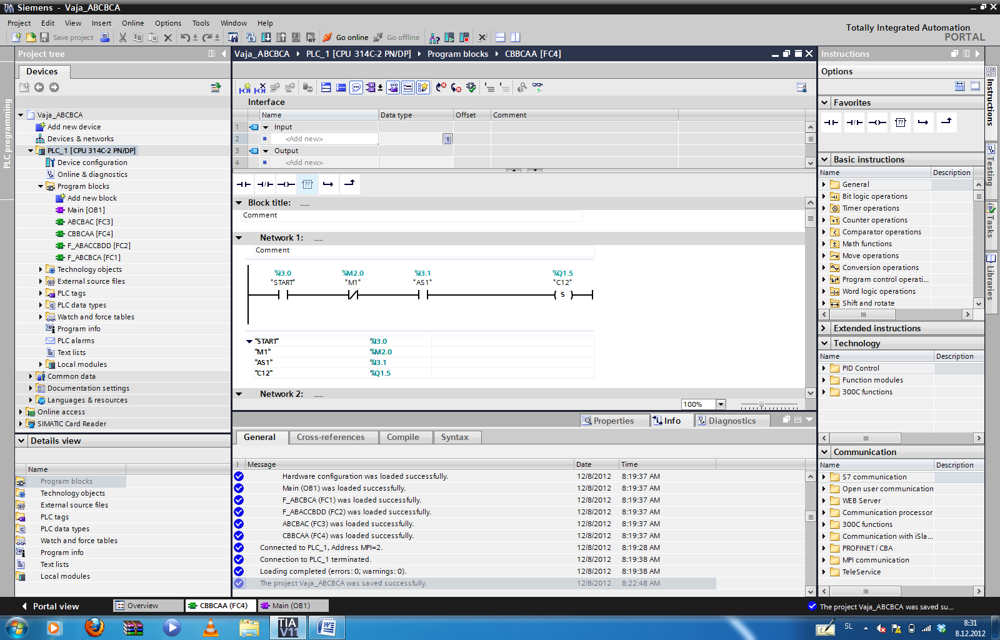 TIA V11 Siemens - Vaja_ABCBCA
Project Edit View Insert Online Options Tools Window Help
Save project Go online Go offline
Totally Integrated Automation
PORTAL
Project tree
Vaja_ABCBCA PLC_1 [CPU 314C-2 PN/DP] Program blocks CBBCAA [FC4]
Instructions
PLC programming
Devices
Vaja_ABCBCA
Add new device
Devices & networks
PLC_1 [CPU 314C-2 PN/DP]
Device configuration
Online & diagnostics
Program blocks
Add new block
Main [OB1]
ABCBAC [FC3]
CBBCAA [FC4]
F_ABACCBDD [FC2]
F_ABCBCA [FC1]
Technology objects
External source files
PLC tags
PLC data types
Watch and force tables
Program info
PLC alarms
Text lists
Local modules
Common data
Documentation settings
Languages & resources
Online access
SIMATIC Card Reader
Details view
Name
Program blocks
Technology objects
External source files
PLC tags
PLC data types
Watch and force tables
Program info
Text lists
Local modules
Interface
Name Data type Offset Comment
1 Input
2 <Add new>
3 Output
4 <Add new>
??
Block title: .....
Comment
Network 1: .....
Comment
%I3.0 %M2.0 %I3.1 %Q1.5
"START" "M1" "AS1" "C12"
S
"START" %I3.0
"M1" %M2.0
"AS1" %I3.1
"C12" %Q1.5
Network 2: .....
100%
Properties Info Diagnostics
General Cross-references Compile Syntax
! Message Date Time
Hardware configuration was loaded successfully. 12/8/2012 8:19:37 AM
Main (OB1) was loaded successfully. 12/8/2012 8:19:37 AM
F_ABCBCA (FC1) was loaded successfully. 12/8/2012 8:19:37 AM
F_ABACCBDD (FC2) was loaded successfully. 12/8/2012 8:19:37 AM
ABCBAC (FC3) was loaded successfully. 12/8/2012 8:19:37 AM
CBBCAA (FC4) was loaded successfully. 12/8/2012 8:19:37 AM
Connected to PLC_1, Address MPI=2. 12/8/2012 8:19:28 AM
Connection to PLC_1 terminated. 12/8/2012 8:19:38 AM
Loading completed (errors: 0; warnings: 0). 12/8/2012 8:19:38 AM
The project Vaja_ABCBCA was saved successfully. 12/8/2012 8:22:48 AM
Options
Favorites
??
Basic instructions
Name Description
General
Bit logic operations
Timer operations
Counter operations
Comparator operations
Math functions
Move operations
Conversion operations
Program control operati...
Word logic operations
Shift and rotate
Extended instructions
Technology
Name Description
PID Control
Function modules
300C functions
Communication
Name Description
S7 communication
Open user communication
WEB Server
Communication processor
300C functions
Communication with iSla...
PROFINET / CBA
MPI communication
TeleService
Instructions
Testing
Tasks
Libraries
Portal view Overview CBBCAA (FC4) Main (OB1)
The project Vaja_ABCBCA was saved su...
TIA V11
SL
8:31
8.12.2012